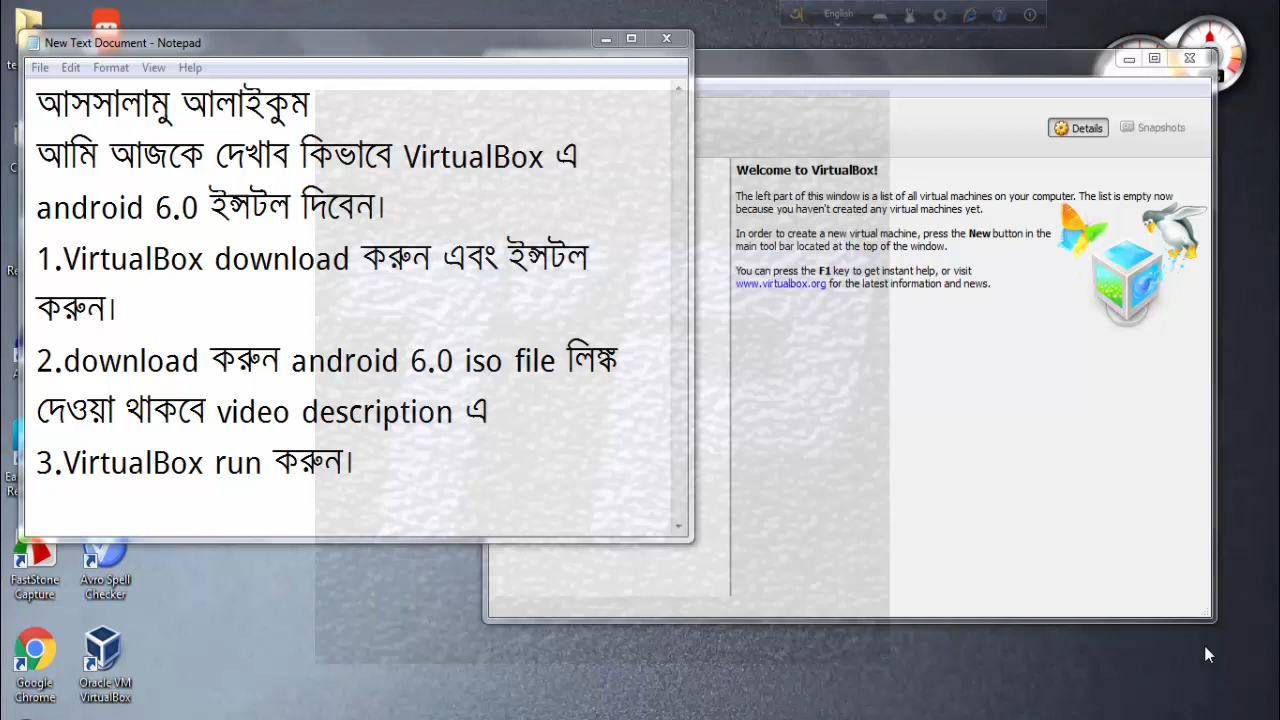 English
New Text Document - Notepad
File Edit Format View Help
আসসালামু আলাইকুম
আমি আজকে দেখাব কিভাবে VirtualBox এ
android 6.0 ইন্সটল দিবেন।
1.VirtualBox download করুন এবং ইন্সটল
করুন।
2.download করুন android 6.0 iso file লিঙ্ক
দেওয়া থাকবে video description এ
3.VirtualBox run করুন।
Details Snapshots
Welcome to VirtualBox!
The left part of this window is a list of all virtual machines on your computer. The list is empty now
because you haven't created any virtual machines yet.
In order to create a new virtual machine, press the New button in the
main tool bar located at the top of the window.
You can press the F1 key to get instant help, or visit
www.virtualbox.org for the latest information and news.
FastStone
Capture
Avro Spell
Checker
Google
Chrome
Oracle VM
VirtualBox